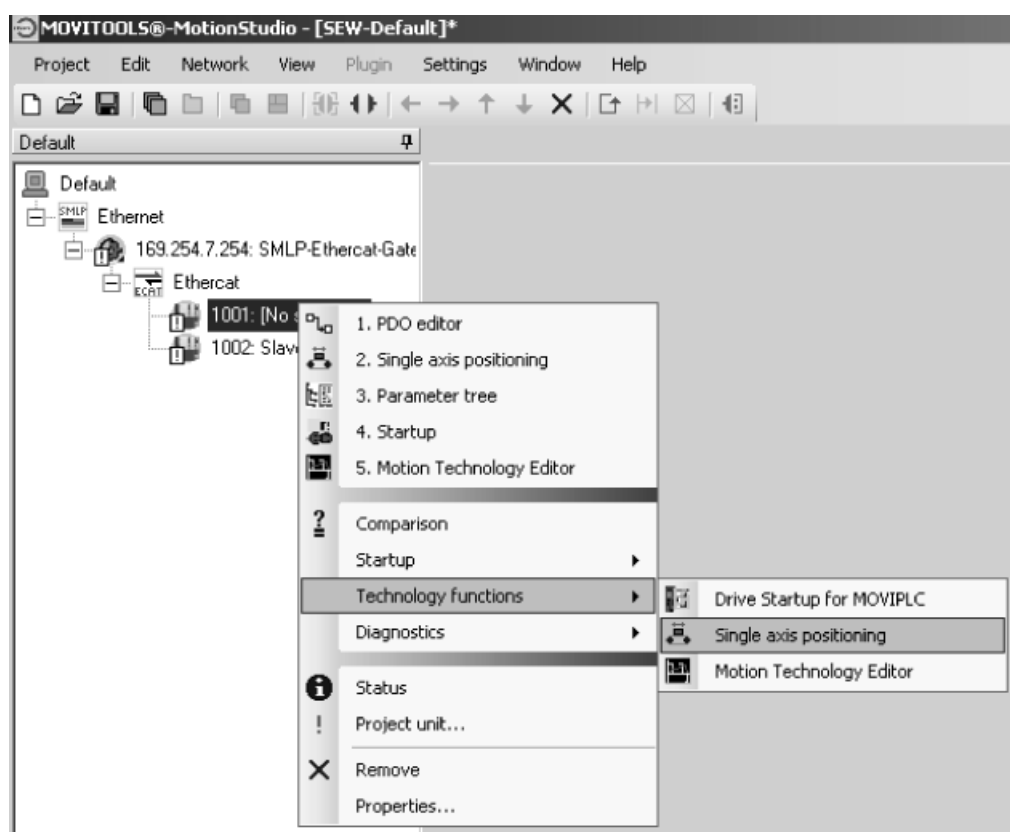 MOVITOOLS®-MotionStudio - [SEW-Default]*
Project Edit Network View Plugin Settings Window Help
Default
Default
SMLP Ethernet
169.254.7.254: SMLP-Ethercat-Gate
ECAT Ethercat
1001: [No s
1002: Slav
1. PDO editor
2. Single axis positioning
3. Parameter tree
4. Startup
5. Motion Technology Editor
Comparison
Startup
Technology functions
Diagnostics
Status
Project unit...
Remove
Properties...
Drive Startup for MOVIPLC
Single axis positioning
Motion Technology Editor